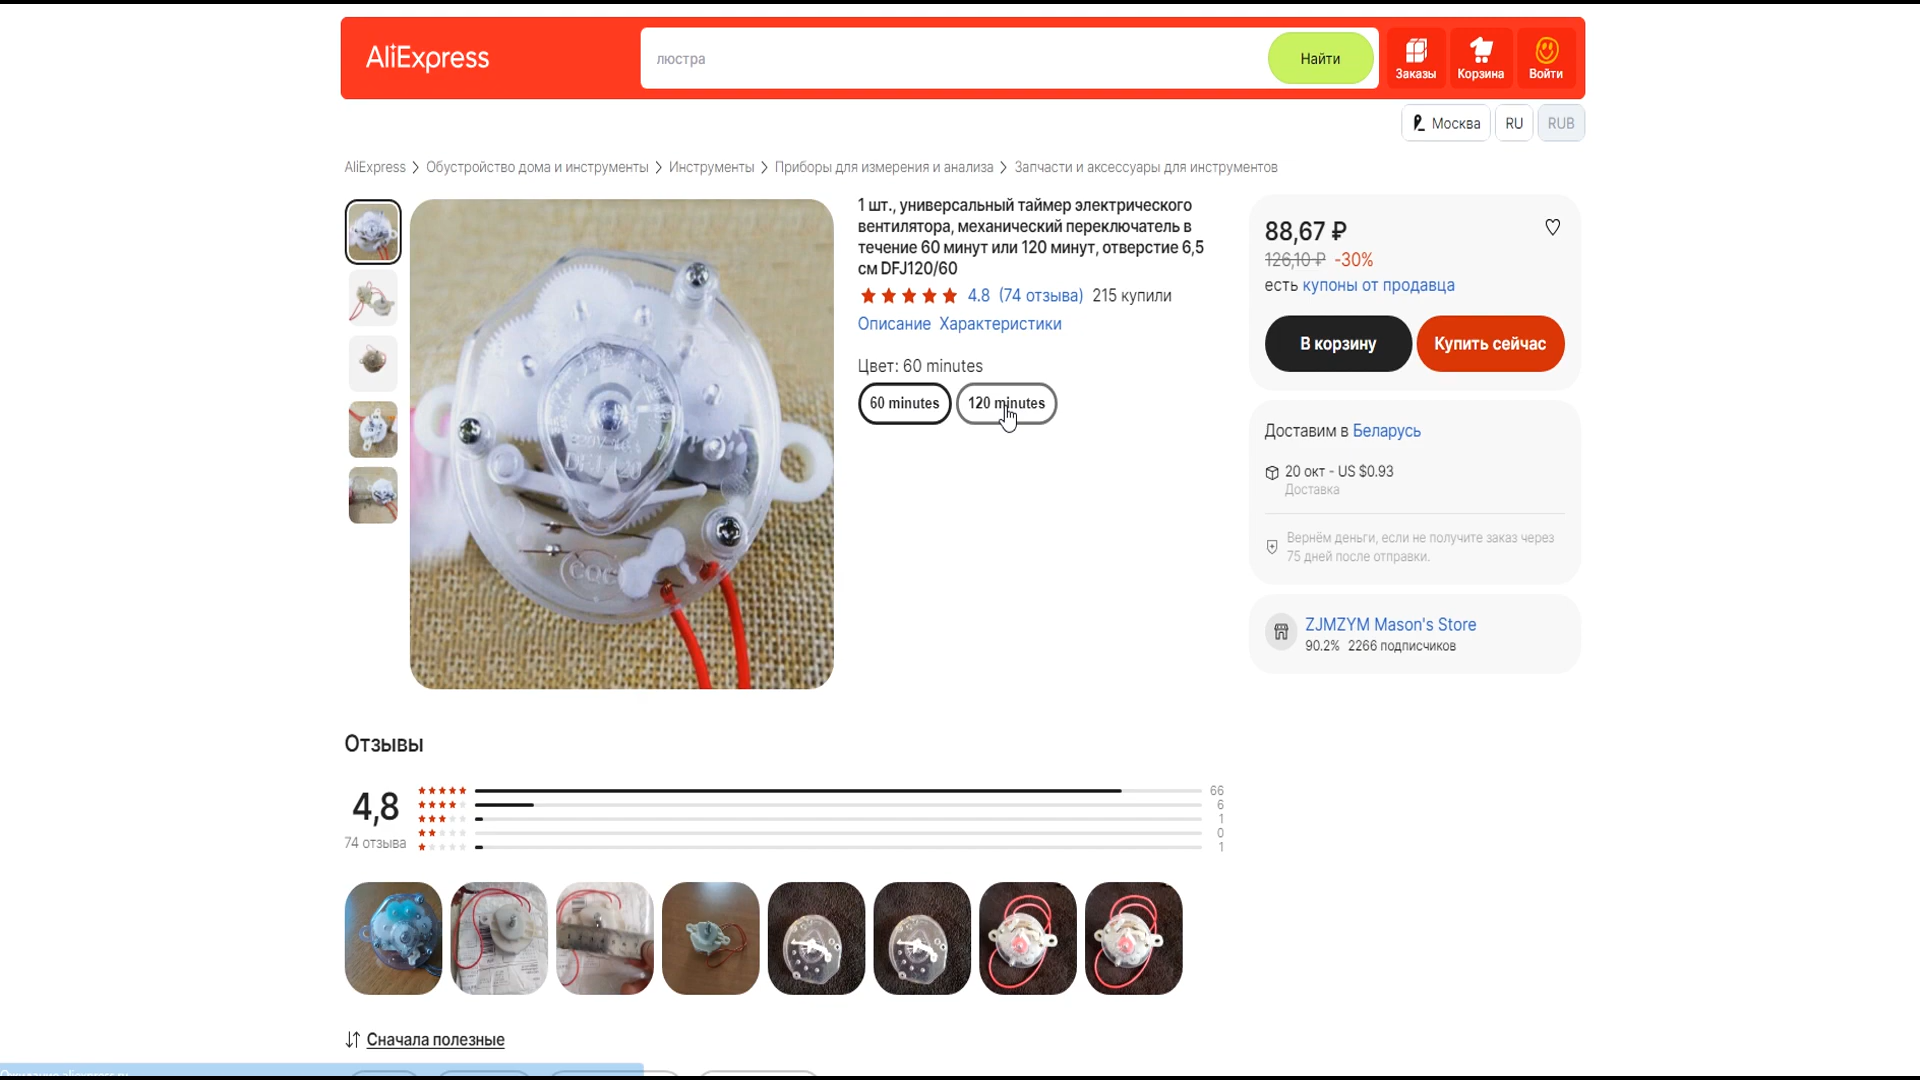 AliExpress
люстра
Найти
Заказы
Корзина
Войти
Москва
RU
RUB
AliExpress > Обустройство дома и инструменты > Инструменты > Приборы для измерения и анализа > Запчасти и аксессуары для инструментов
1 шт., универсальный таймер электрического
вентилятора, механический переключатель в
течение 60 минут или 120 минут, отверстие 6,5
см DFJ120/60
4.8 (74 отзыва) 215 купили
Описание Характеристики
Цвет: 60 minutes
60 minutes
120 minutes
88,67 ₽
126,10 ₽ -30%
есть купоны от продавца
В корзину
Купить сейчас
Доставим в Беларусь
20 окт - US $0.93
Доставка
Вернём деньги, если не получите заказ через
75 дней после отправки.
ZJMZYM Mason's Store
90.2% 2266 подписчиков
CQC
Отзывы
4,8
74 отзыва
66
6
1
0
1
Сначала полезные